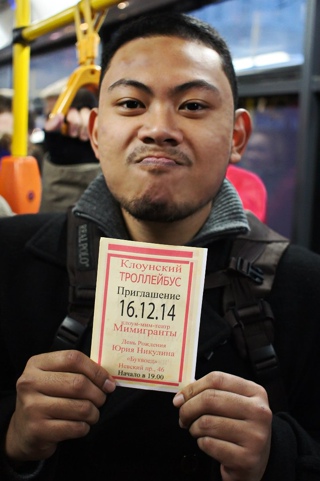 Клоунский
ТРОЛЛЕЙБУС
Приглашение
16.12.14
клоун-мим-театр
Мимигранты
День Рождения
Юрия Никулина
«Буквоед»
Невский пр., 46
Начало в 19.00